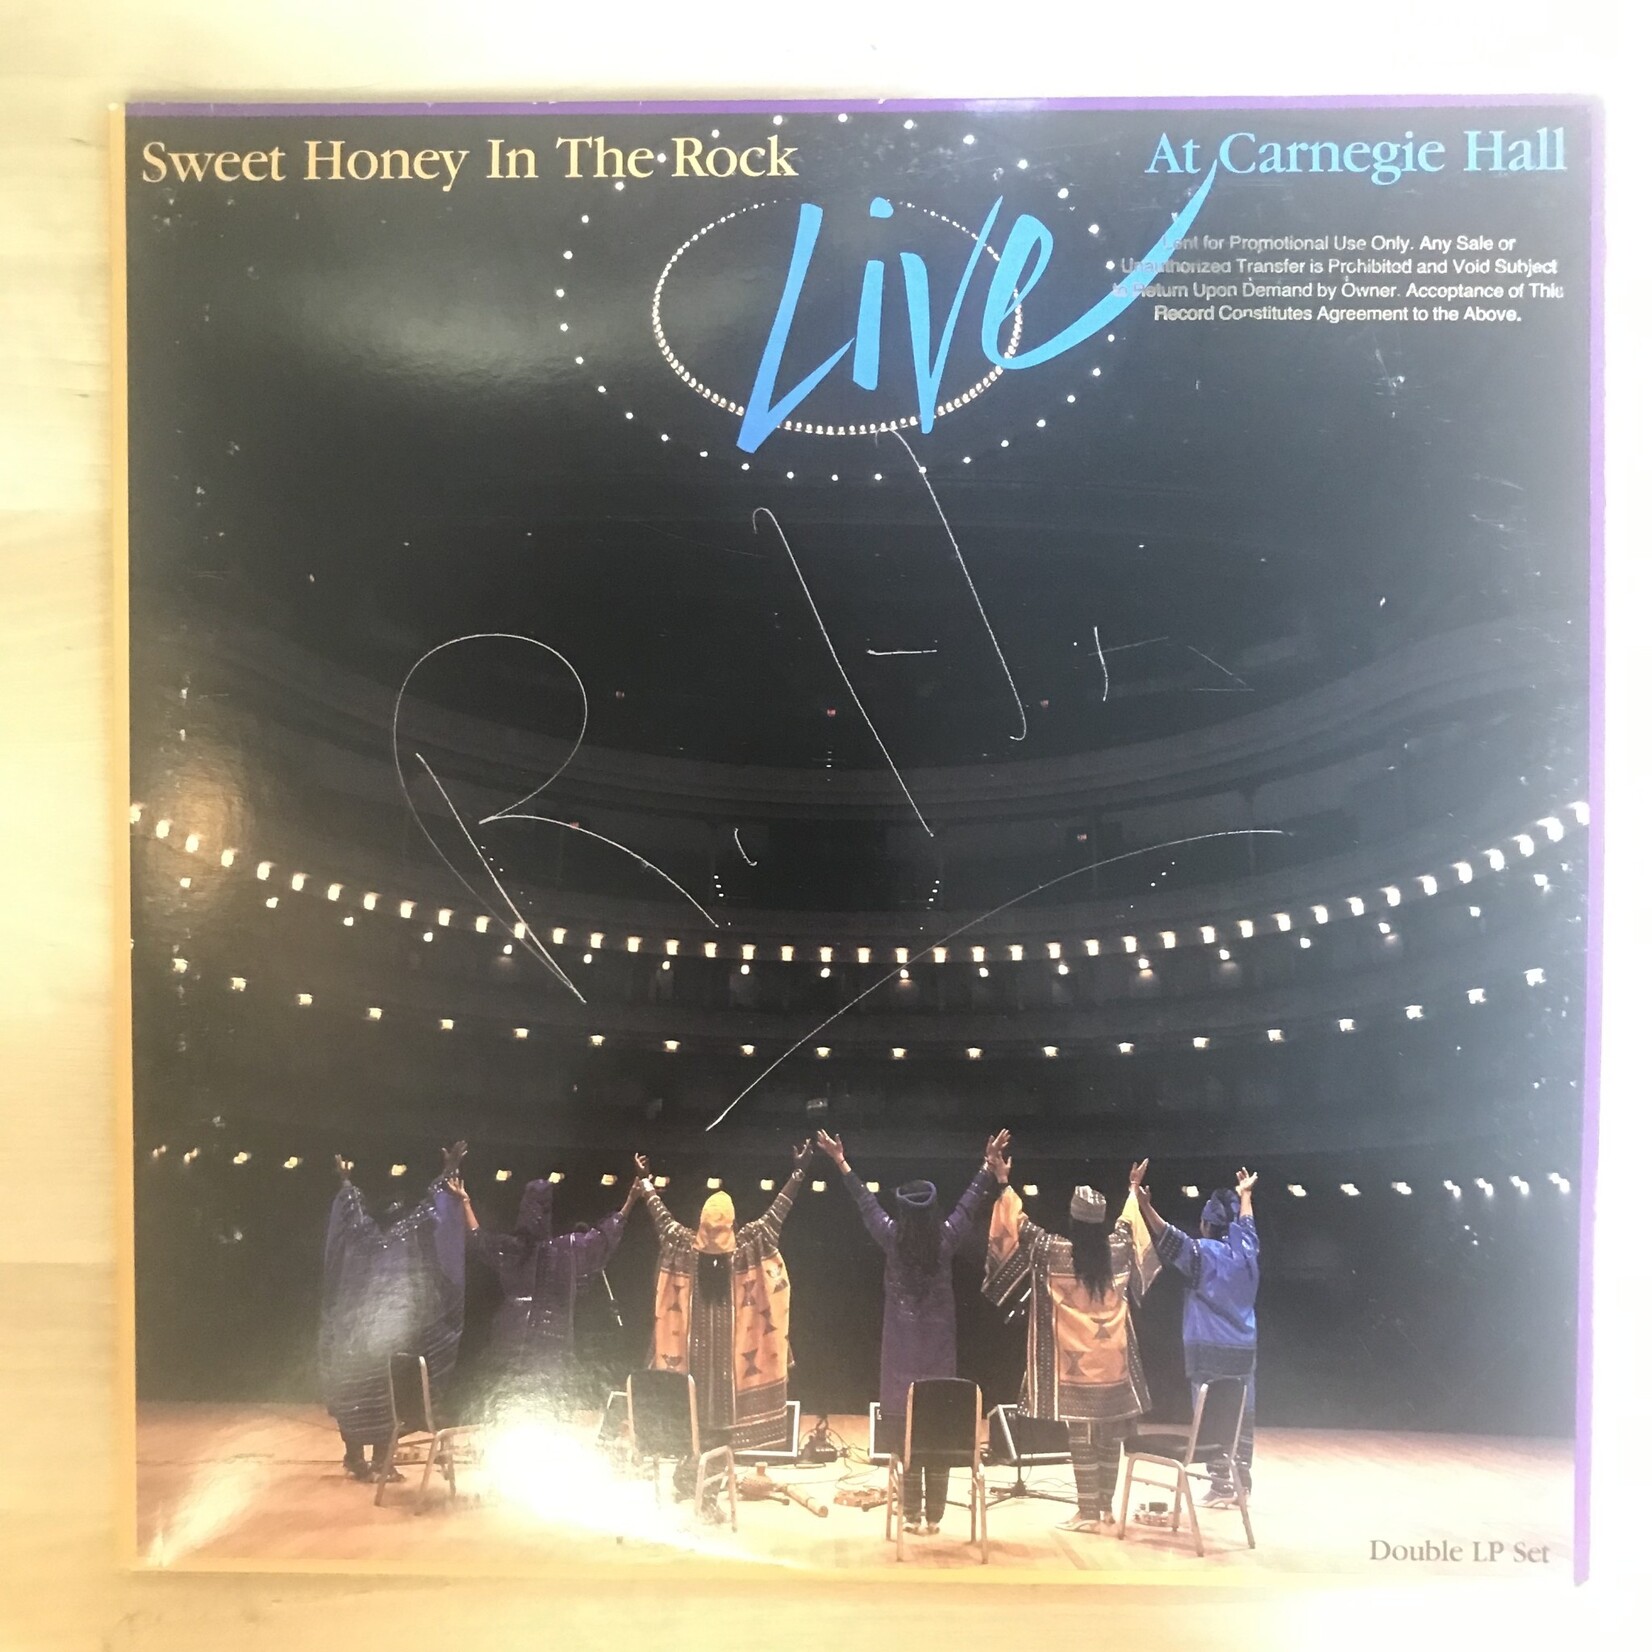 Sweet Honey In The Rock
At Carnegie Hall
Live
Lent for Promotional Use Only. Any Sale or
Unauthorized Transfer is Prohibited and Void Subject
to Return Upon Demand by Owner. Acceptance of This
Record Constitutes Agreement to the Above.
Double LP Set